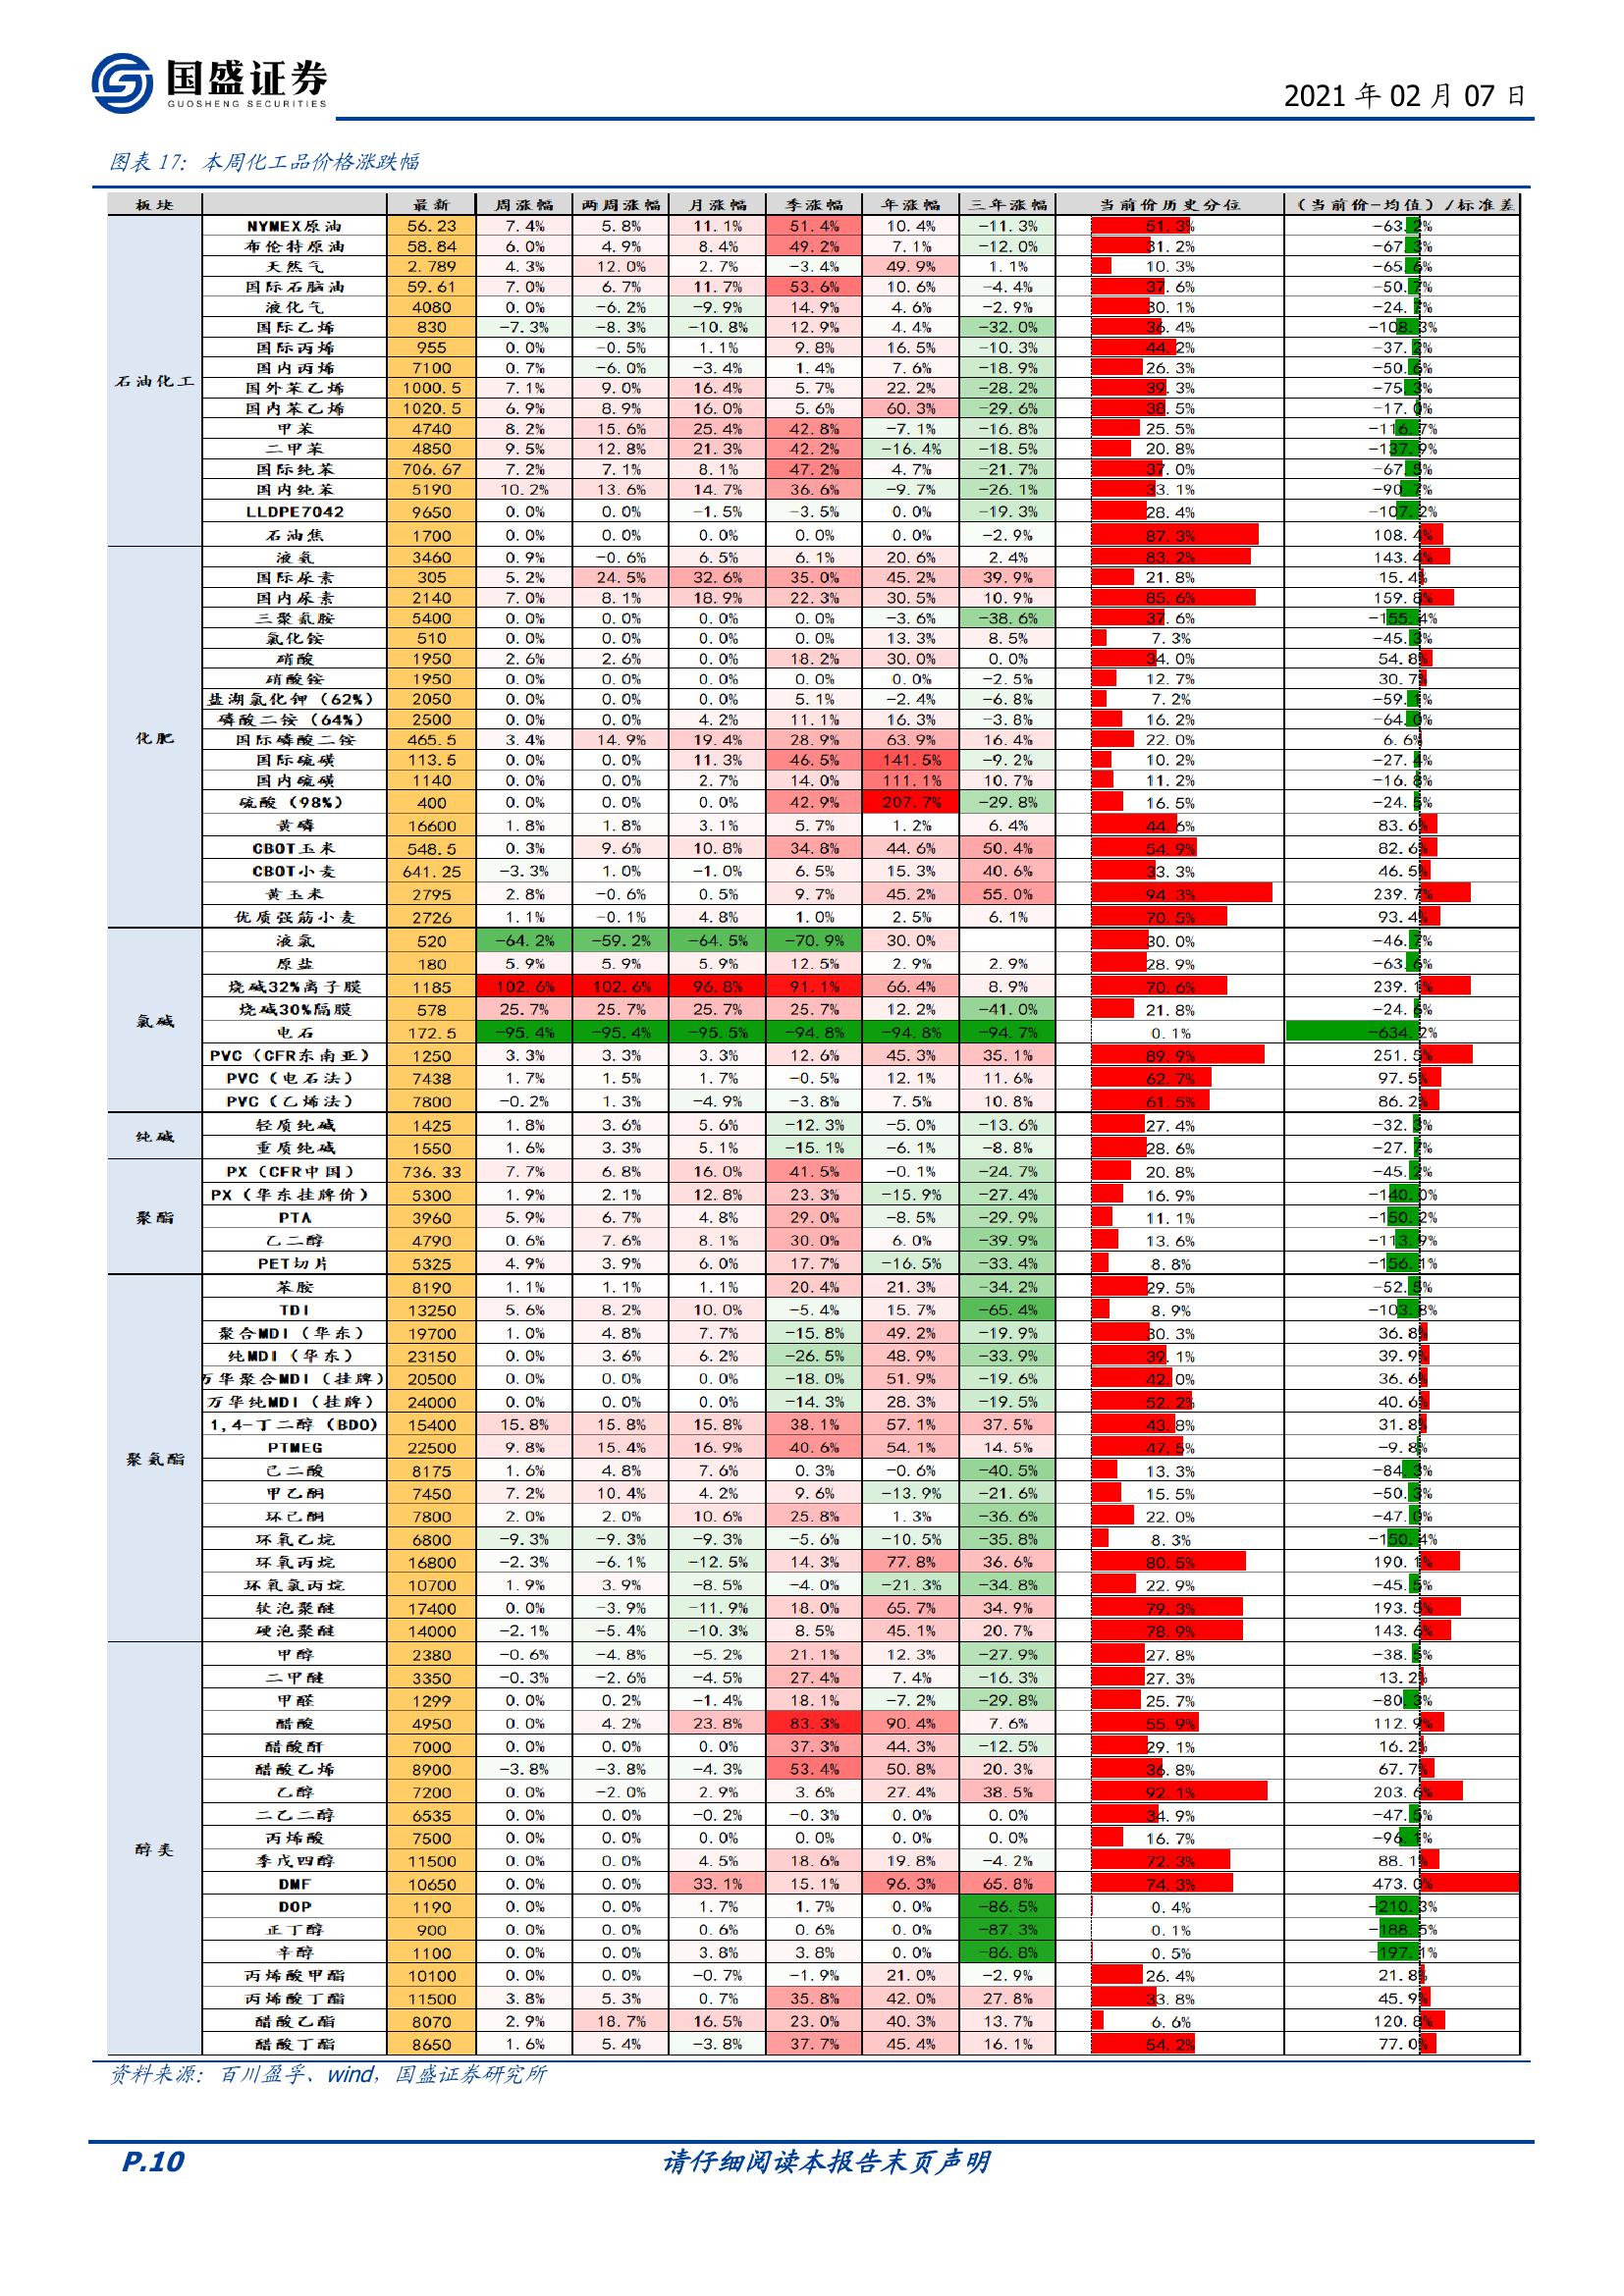 国盛证券
GUOSHENG SECURITIES
2021 年 02 月 07 日
图表 17：本周化工品价格涨跌幅
板块 最新 周涨幅 两周涨幅 月涨幅 季涨幅 年涨幅 三年涨幅 当前价历史分位 （当前价-均值）/标准差
石油化工
NYMEX原油 56.23 7.4% 5.8% 11.1% 51.4% 10.4% -11.3% 51.3% -63.2%
布伦特原油 58.84 6.0% 4.9% 8.4% 49.2% 7.1% -12.0% 31.2% -67.3%
天然气 2.789 4.3% 12.0% 2.7% -3.4% 49.9% 1.1% 10.3% -65.6%
国际石脑油 59.61 7.0% 6.7% 11.7% 53.6% 10.6% -4.4% 37.6% -50.7%
液化气 4080 0.0% -6.2% -9.9% 14.9% 4.6% -2.9% 30.1% -24.7%
国际乙烯 830 -7.3% -8.3% -10.8% 12.9% 4.4% -32.0% 36.4% -108.3%
国际丙烯 955 0.0% -0.5% 1.1% 9.8% 16.5% -10.3% 44.2% -37.2%
国内丙烯 7100 0.7% -6.0% -3.4% 1.4% 7.6% -18.9% 26.3% -50.6%
国外苯乙烯 1000.5 7.1% 9.0% 16.4% 5.7% 22.2% -28.2% 39.3% -75.3%
国内苯乙烯 1020.5 6.9% 8.9% 16.0% 5.6% 60.3% -29.6% 38.5% -17.0%
甲苯 4740 8.2% 15.6% 25.4% 42.8% -7.1% -16.8% 25.5% -116.7%
二甲苯 4850 9.5% 12.8% 21.3% 42.2% -16.4% -18.5% 20.8% -137.9%
国际纯苯 706.67 7.2% 7.1% 8.1% 47.2% 4.7% -21.7% 37.0% -67.5%
国内纯苯 5190 10.2% 13.6% 14.7% 36.6% -9.7% -26.1% 33.1% -90.7%
LLDPE7042 9650 0.0% 0.0% -1.5% -3.5% 0.0% -19.3% 28.4% -107.2%
石油焦 1700 0.0% 0.0% 0.0% 0.0% 0.0% -2.9% 87.3% 108.4%
化肥
液氨 3460 0.9% -0.6% 6.5% 6.1% 20.6% 2.4% 83.2% 143.4%
国际尿素 305 5.2% 24.5% 32.6% 35.0% 45.2% 39.9% 21.8% 15.4%
国内尿素 2140 7.0% 8.1% 18.9% 22.3% 30.5% 10.9% 85.6% 159.8%
三聚氰胺 5400 0.0% 0.0% 0.0% 0.0% -3.6% -38.6% 37.6% -155.4%
氯化铵 510 0.0% 0.0% 0.0% 0.0% 13.3% 8.5% 7.3% -45.3%
硝酸 1950 2.6% 2.6% 0.0% 18.2% 30.0% 0.0% 34.0% 54.8%
硝酸铵 1950 0.0% 0.0% 0.0% 0.0% 0.0% -2.5% 12.7% 30.7%
盐湖氯化钾（62%） 2050 0.0% 0.0% 0.0% 5.1% -2.4% -6.8% 7.2% -59.1%
磷酸二铵（64%） 2500 0.0% 0.0% 4.2% 11.1% 16.3% -3.8% 16.2% -64.0%
国际磷酸二铵 465.5 3.4% 14.9% 19.4% 28.9% 63.9% 16.4% 22.0% 6.6%
国际硫磺 113.5 0.0% 0.0% 11.3% 46.5% 141.5% -9.2% 10.2% -27.4%
国内硫磺 1140 0.0% 0.0% 2.7% 14.0% 111.1% 10.7% 11.2% -16.8%
硫酸（98%） 400 0.0% 0.0% 0.0% 42.9% 207.7% -29.8% 16.5% -24.5%
黄磷 16600 1.8% 1.8% 3.1% 5.7% 1.2% 6.4% 44.6% 83.6%
CBOT玉米 548.5 0.3% 9.6% 10.8% 34.8% 44.6% 50.4% 54.9% 82.6%
CBOT小麦 641.25 -3.3% 1.0% -1.0% 6.5% 15.3% 40.6% 33.3% 46.5%
黄玉米 2795 2.8% -0.6% 0.5% 9.7% 45.2% 55.0% 94.3% 239.7%
优质强筋小麦 2726 1.1% -0.1% 4.8% 1.0% 2.5% 6.1% 70.5% 93.4%
氯碱
液氯 520 -64.2% -59.2% -64.5% -70.9% 30.0% 30.0% -46.7%
原盐 180 5.9% 5.9% 5.9% 12.5% 2.9% 2.9% 28.9% -63.6%
烧碱32%离子膜 1185 102.6% 102.6% 96.8% 91.1% 66.4% 8.9% 70.6% 239.1%
烧碱30%隔膜 578 25.7% 25.7% 25.7% 25.7% 12.2% -41.0% 21.8% -24.6%
电石 172.5 -95.4% -95.4% -95.5% -94.8% -94.8% -94.7% 0.1% -634.2%
PVC（CFR东南亚） 1250 3.3% 3.3% 3.3% 12.6% 45.3% 35.1% 89.9% 251.5%
PVC（电石法） 7438 1.7% 1.5% 1.7% -0.5% 12.1% 11.6% 62.7% 97.5%
PVC（乙烯法） 7800 -0.2% 1.3% -4.9% -3.8% 7.5% 10.8% 61.5% 86.2%
纯碱
轻质纯碱 1425 1.8% 3.6% 5.6% -12.3% -5.0% -13.6% 27.4% -32.3%
重质纯碱 1550 1.6% 3.3% 5.1% -15.1% -6.1% -8.8% 28.6% -27.7%
聚酯
PX（CFR中国） 736.33 7.7% 6.8% 16.0% 41.5% -0.1% -24.7% 20.8% -45.2%
PX（华东挂牌价） 5300 1.9% 2.1% 12.8% 23.3% -15.9% -27.4% 16.9% -140.0%
PTA 3960 5.9% 6.7% 4.8% 29.0% -8.5% -29.9% 11.1% -150.2%
乙二醇 4790 0.6% 7.6% 8.1% 30.0% 6.0% -39.9% 13.6% -113.9%
PET切片 5325 4.9% 3.9% 6.0% 17.7% -16.5% -33.4% 8.8% -156.1%
聚氨酯
苯胺 8190 1.1% 1.1% 1.1% 20.4% 21.3% -34.2% 29.5% -52.8%
TDI 13250 5.6% 8.2% 10.0% -5.4% 15.7% -65.4% 8.9% -103.8%
聚合MDI（华东） 19700 1.0% 4.8% 7.7% -15.8% 49.2% -19.9% 30.3% 36.8%
纯MDI（华东） 23150 0.0% 3.6% 6.2% -26.5% 48.9% -33.9% 39.1% 39.9%
万华聚合MDI（挂牌） 20500 0.0% 0.0% 0.0% -18.0% 51.9% -19.6% 42.0% 36.6%
万华纯MDI（挂牌） 24000 0.0% 0.0% 0.0% -14.3% 28.3% -19.5% 52.2% 40.6%
1,4-丁二醇（BDO） 15400 15.8% 15.8% 15.8% 38.1% 57.1% 37.5% 43.8% 31.8%
PTMEG 22500 9.8% 15.4% 16.9% 40.6% 54.1% 14.5% 47.5% -9.8%
己二酸 8175 1.6% 4.8% 7.6% 0.3% -0.6% -40.5% 13.3% -84.3%
甲乙酮 7450 7.2% 10.4% 4.2% 9.6% -13.9% -21.6% 15.5% -50.3%
环己酮 7800 2.0% 2.0% 10.6% 25.8% 1.3% -36.6% 22.0% -47.0%
环氧乙烷 6800 -9.3% -9.3% -9.3% -5.6% -10.5% -35.8% 8.3% -150.4%
环氧丙烷 16800 -2.3% -6.1% -12.5% 14.3% 77.8% 36.6% 80.5% 190.1%
环氧氯丙烷 10700 1.9% 3.9% -8.5% -4.0% -21.3% -34.8% 22.9% -45.5%
软泡聚醚 17400 0.0% -3.9% -11.9% 18.0% 65.7% 34.9% 79.3% 193.5%
硬泡聚醚 14000 -2.1% -5.4% -10.3% 8.5% 45.1% 20.7% 78.9% 143.6%
醇类
甲醇 2380 -0.6% -4.8% -5.2% 21.1% 12.3% -27.9% 27.8% -38.5%
二甲醚 3350 -0.3% -2.6% -4.5% 27.4% 7.4% -16.3% 27.3% 13.2%
甲醛 1299 0.0% 0.2% -1.4% 18.1% -7.2% -29.8% 25.7% -80.3%
醋酸 4950 0.0% 4.2% 23.8% 83.3% 90.4% 7.6% 55.9% 112.9%
醋酸酐 7000 0.0% 0.0% 0.0% 37.3% 44.3% -12.5% 29.1% 16.2%
醋酸乙烯 8900 -3.8% -3.8% -4.3% 53.4% 50.8% 20.3% 36.8% 67.7%
乙醇 7200 0.0% -2.0% 2.9% 3.6% 27.4% 38.5% 92.1% 203.6%
二乙二醇 6535 0.0% 0.0% -0.2% -0.3% 0.0% 0.0% 34.9% -47.5%
丙烯酸 7500 0.0% 0.0% 0.0% 0.0% 0.0% 0.0% 16.7% -96.1%
季戊四醇 11500 0.0% 0.0% 4.5% 18.6% 19.8% -4.2% 72.3% 88.1%
DMF 10650 0.0% 0.0% 33.1% 15.1% 96.3% 65.8% 74.3% 473.0%
DOP 1190 0.0% 0.0% 1.7% 1.7% 0.0% -86.5% 0.4% -210.3%
正丁醇 900 0.0% 0.0% 0.6% 0.6% 0.0% -87.3% 0.1% -188.5%
辛醇 1100 0.0% 0.0% 3.8% 3.8% 0.0% -86.8% 0.5% -197.1%
丙烯酸甲酯 10100 0.0% 0.0% -0.7% -1.9% 21.0% -2.9% 26.4% 21.8%
丙烯酸丁酯 11500 3.8% 5.3% 0.7% 35.8% 42.0% 27.8% 33.8% 45.9%
醋酸乙酯 8070 2.9% 18.7% 16.5% 23.0% 40.3% 13.7% 6.6% 120.8%
醋酸丁酯 8650 1.6% 5.4% -3.8% 37.7% 45.4% 16.1% 54.2% 77.0%
资料来源：百川盈孚、wind，国盛证券研究所
P.10
请仔细阅读本报告末页声明